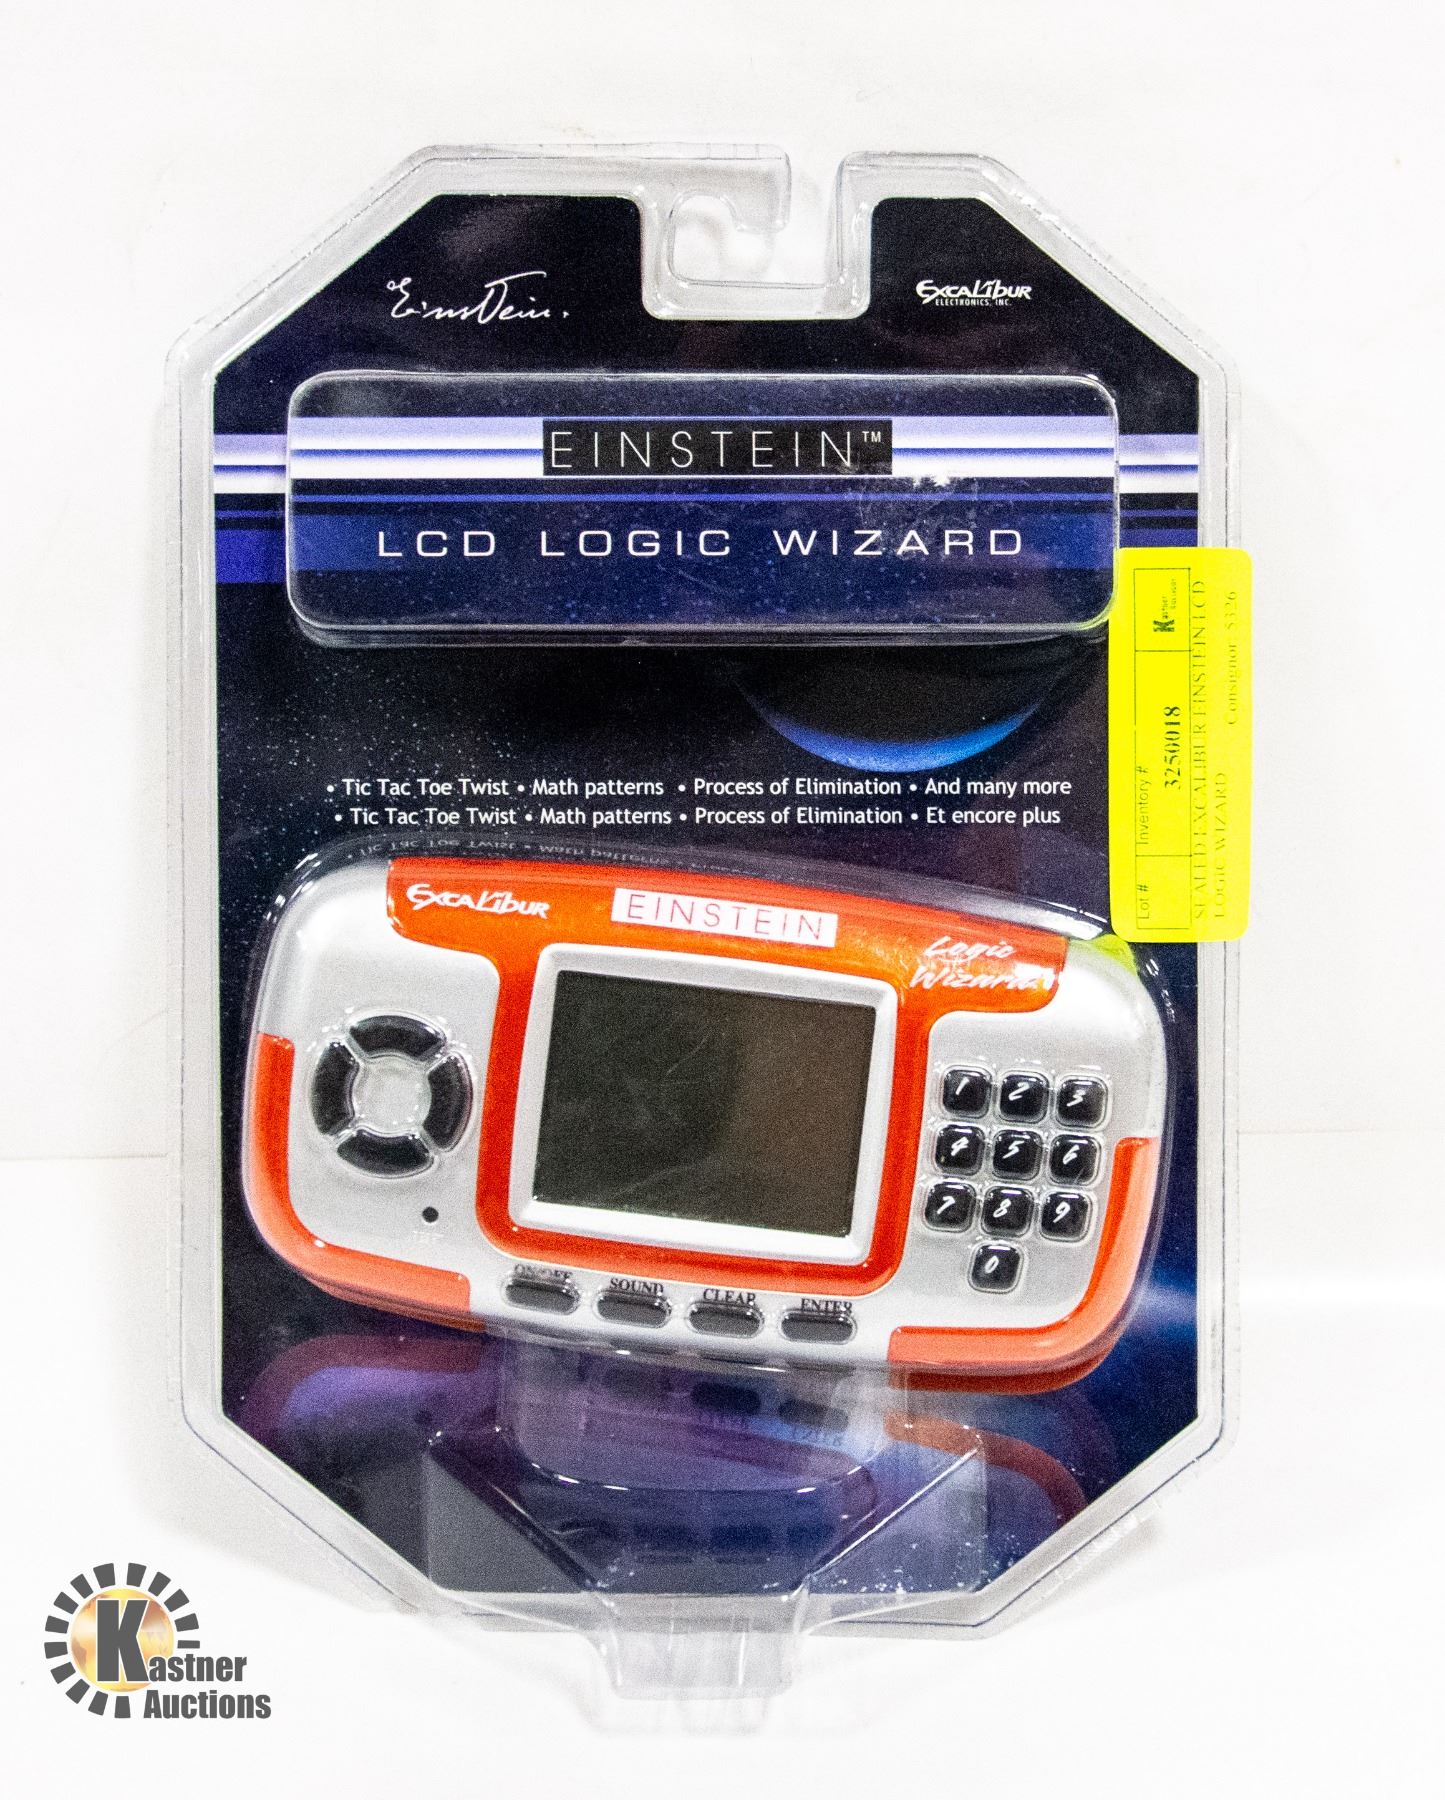 Einstein.
EXCALIBUR
ELECTRONICS, INC.
EINSTEIN™
LCD LOGIC WIZARD
• Tic Tac Toe Twist • Math patterns • Process of Elimination • And many more
• Tic Tac Toe Twist • Math patterns • Process of Elimination • Et encore plus
EXCALIBUR
EINSTEIN
Logic
Wizard
1 2 3
4 5 6
7 8 9
0
ON/OFF SOUND CLEAR ENTER
Lot # Inventory # Kastner
3250018
SEALED EXCALIBUR EINSTEIN LCD
LOGIC WIZARD
Consignor: 5326
Kastner
Auctions